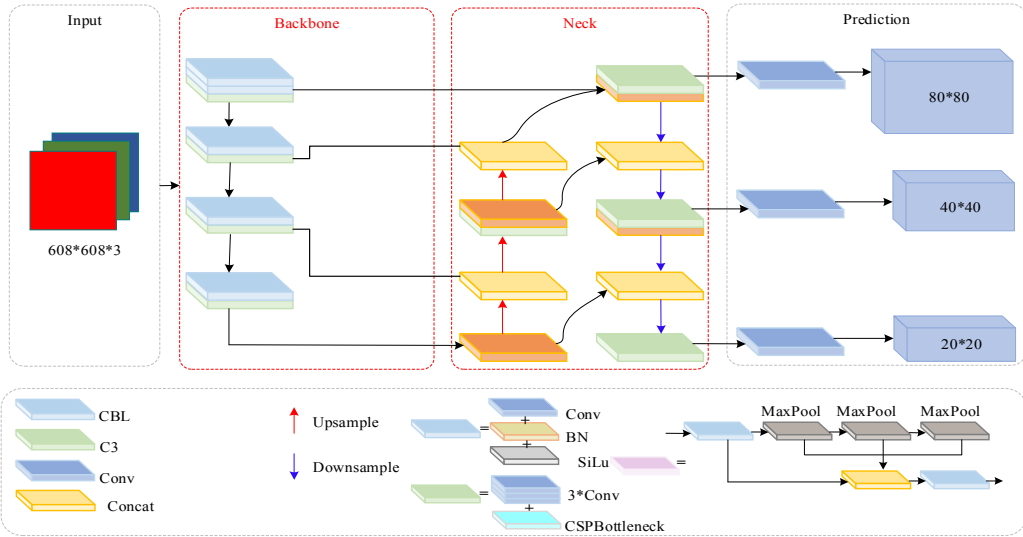 Input
Backbone
Neck
Prediction
608*608*3
80*80
40*40
20*20
CBL
C3
Conv
Concat
Upsample
Downsample
=
Conv
+
BN
+
SiLu
=
3*Conv
+
CSPBottleneck
=
MaxPool MaxPool MaxPool